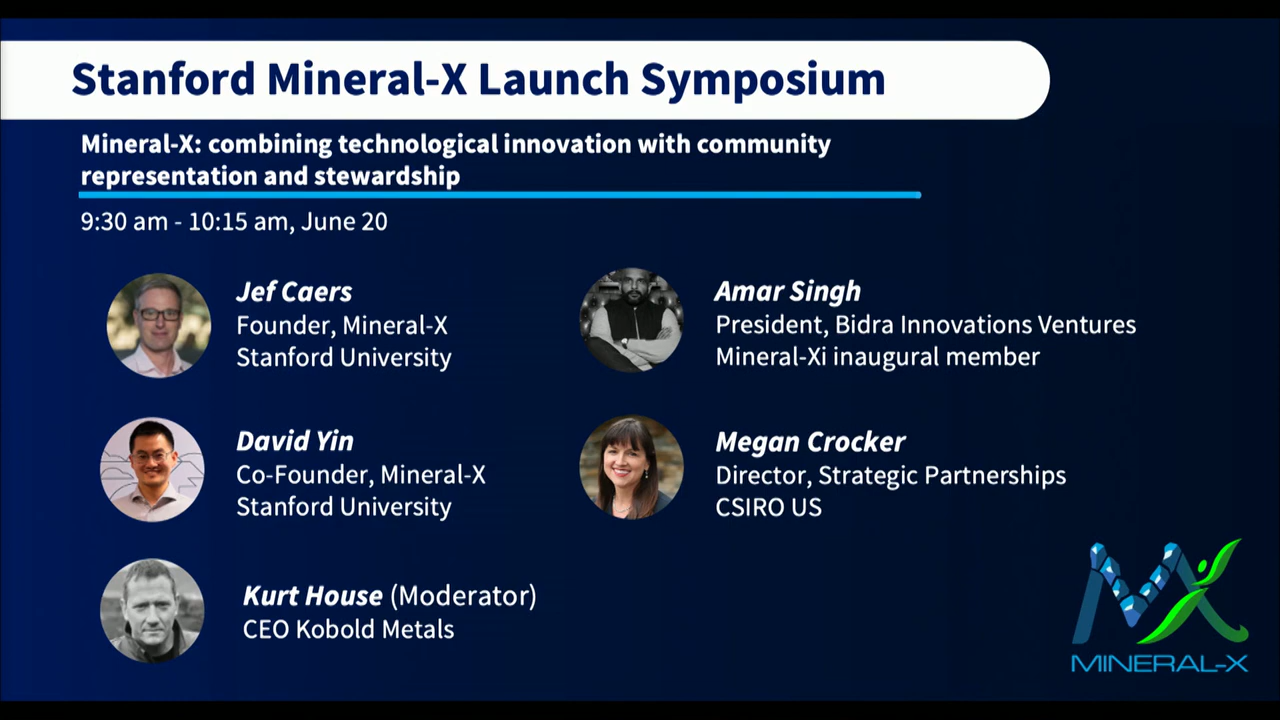 Stanford Mineral-X Launch Symposium
Mineral-X: combining technological innovation with community
representation and stewardship
9:30 am - 10:15 am, June 20
Jef Caers
Founder, Mineral-X
Stanford University
David Yin
Co-Founder, Mineral-X
Stanford University
Kurt House (Moderator)
CEO Kobold Metals
Amar Singh
President, Bidra Innovations Ventures
Mineral-Xi inaugural member
Megan Crocker
Director, Strategic Partnerships
CSIRO US
MX
MINERAL-X